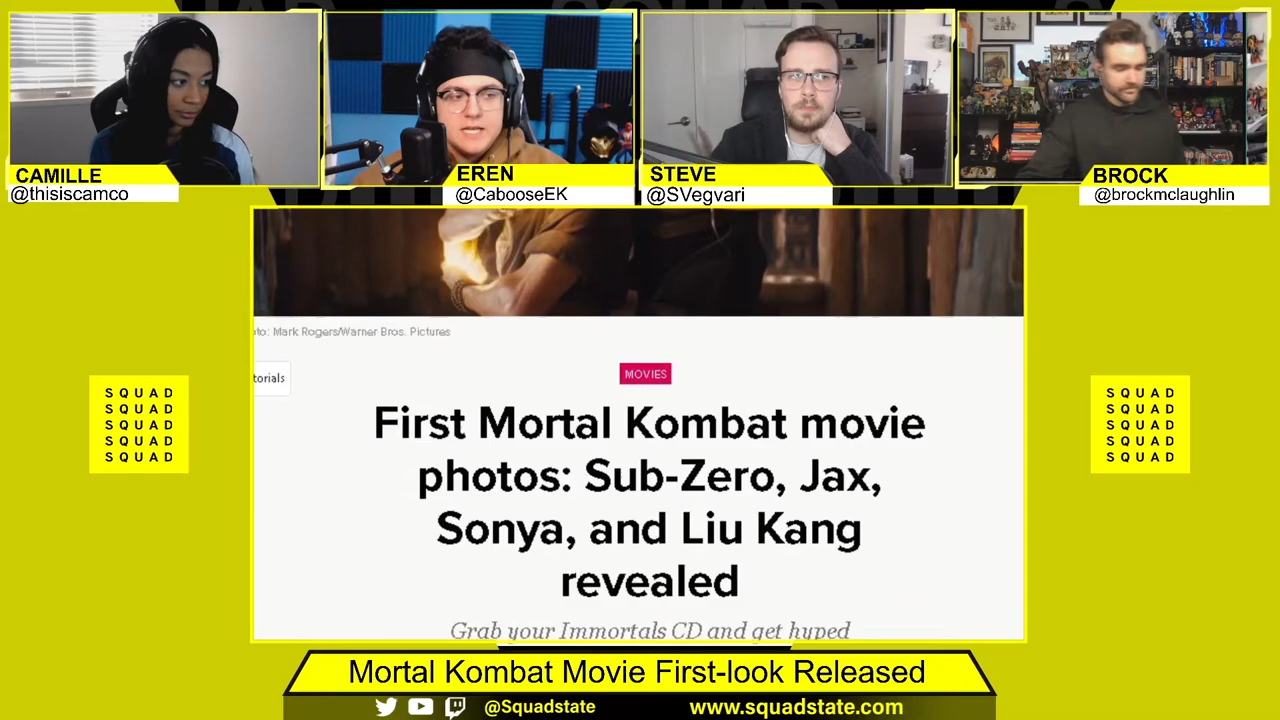 CAMILLE
@thisiscamco
EREN
@CabooseEK
STEVE
@SVegvari
BROCK
@brockmclaughlin
Mark Rogers/Warner Bros. Pictures
torials
MOVIES
First Mortal Kombat movie
photos: Sub-Zero, Jax,
Sonya, and Liu Kang
revealed
Grab your Immortals CD and get hyped
SQUAD
SQUAD
SQUAD
SQUAD
SQUAD
SQUAD
SQUAD
SQUAD
SQUAD
SQUAD
Mortal Kombat Movie First-look Released
@Squadstate
www.squadstate.com